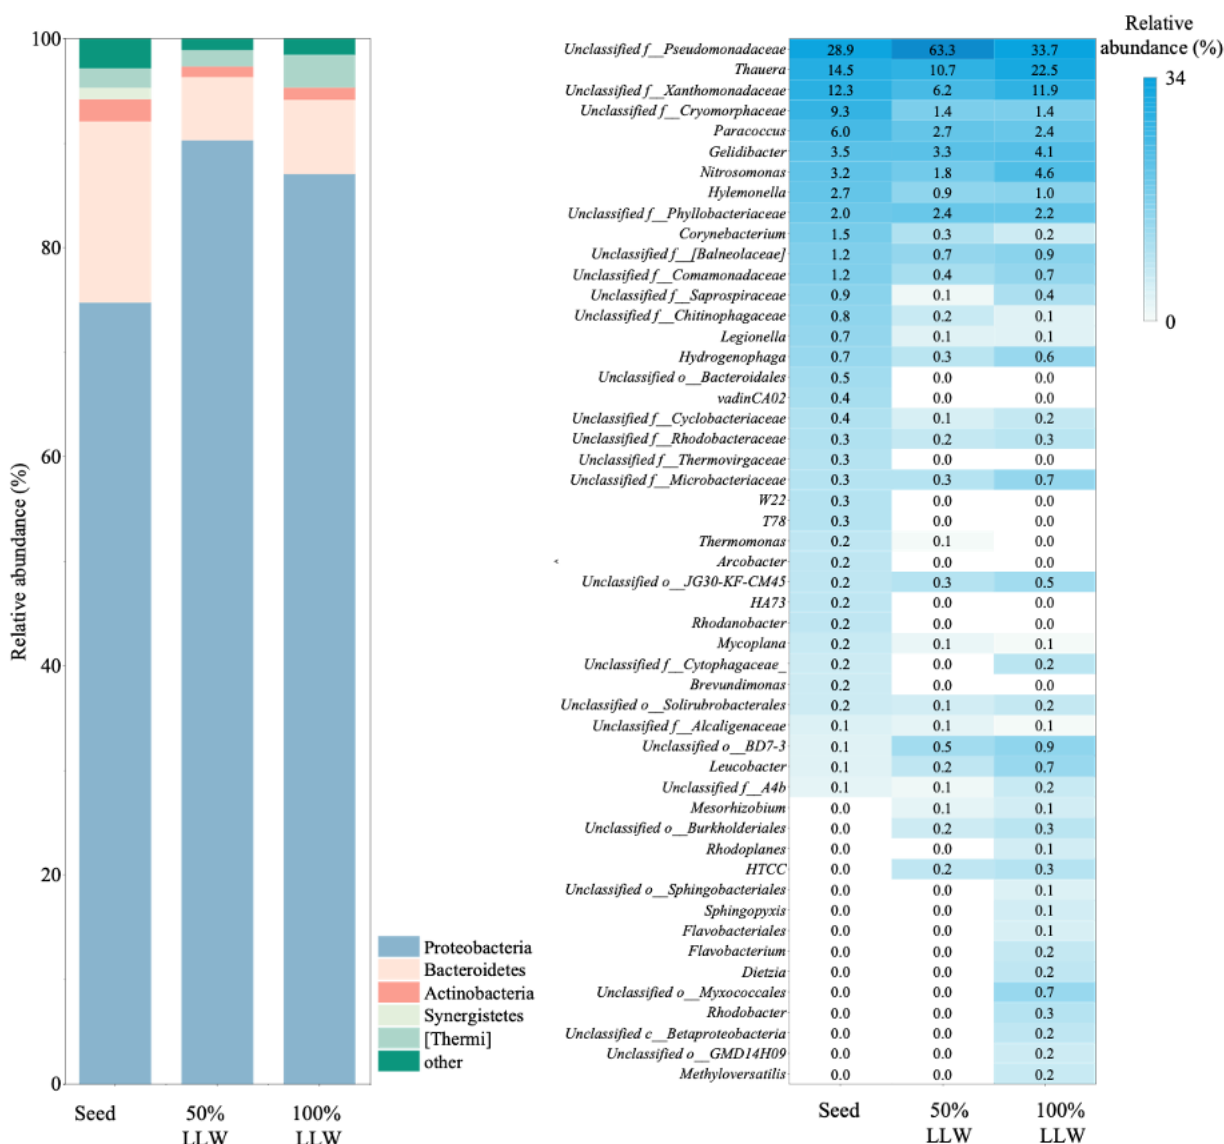 100
80
60
40
20
0
Relative abundance (%)
Seed
50%
LLW
100%
LLW
Proteobacteria
Bacteroidetes
Actinobacteria
Synergistetes
[Thermi]
other
Relative
abundance (%)
34
0
Unclassified f__Pseudomonadaceae 28.9 63.3 33.7
Thauera 14.5 10.7 22.5
Unclassified f__Xanthomonadaceae 12.3 6.2 11.9
Unclassified f__Cryomorphaceae 9.3 1.4 1.4
Paracoccus 6.0 2.7 2.4
Gelidibacter 3.5 3.3 4.1
Nitrosomonas 3.2 1.8 4.6
Hylemonella 2.7 0.9 1.0
Unclassified f__Phyllobacteriaceae 2.0 2.4 2.2
Corynebacterium 1.5 0.3 0.2
Unclassified f__[Balneolaceae] 1.2 0.7 0.9
Unclassified f__Comamonadaceae 1.2 0.4 0.7
Unclassified f__Saprospiraceae 0.9 0.1 0.4
Unclassified f__Chitinophagaceae 0.8 0.2 0.1
Legionella 0.7 0.1 0.1
Hydrogenophaga 0.7 0.3 0.6
Unclassified o__Bacteroidales 0.5 0.0 0.0
vadinCA02 0.4 0.0 0.0
Unclassified f__Cyclobacteriaceae 0.4 0.1 0.2
Unclassified f__Rhodobacteraceae 0.3 0.2 0.3
Unclassified f__Thermovirgaceae 0.3 0.0 0.0
Unclassified f__Microbacteriaceae 0.3 0.3 0.7
W22 0.3 0.0 0.0
T78 0.3 0.0 0.0
Thermomonas 0.2 0.1 0.0
Arcobacter 0.2 0.0 0.0
Unclassified o__JG30-KF-CM45 0.2 0.3 0.5
HA73 0.2 0.0 0.0
Rhodanobacter 0.2 0.0 0.0
Mycoplana 0.2 0.1 0.1
Unclassified f__Cytophagaceae_ 0.2 0.0 0.2
Brevundimonas 0.2 0.0 0.0
Unclassified o__Solirubrobacterales 0.2 0.1 0.2
Unclassified f__Alcaligenaceae 0.1 0.1 0.1
Unclassified o__BD7-3 0.1 0.5 0.9
Leucobacter 0.1 0.2 0.7
Unclassified f__A4b 0.1 0.1 0.2
Mesorhizobium 0.0 0.1 0.1
Unclassified o__Burkholderiales 0.0 0.2 0.3
Rhodoplanes 0.0 0.0 0.1
HTCC 0.0 0.2 0.3
Unclassified o__Sphingobacteriales 0.0 0.0 0.1
Sphingopyxis 0.0 0.0 0.1
Flavobacteriales 0.0 0.0 0.1
Flavobacterium 0.0 0.0 0.2
Dietzia 0.0 0.0 0.2
Unclassified o__Myxococcales 0.0 0.0 0.7
Rhodobacter 0.0 0.0 0.3
Unclassified c__Betaproteobacteria 0.0 0.0 0.2
Unclassified o__GMD14H09 0.0 0.0 0.2
Methyloversatilis 0.0 0.0 0.2
Seed
50%
LLW
100%
LLW